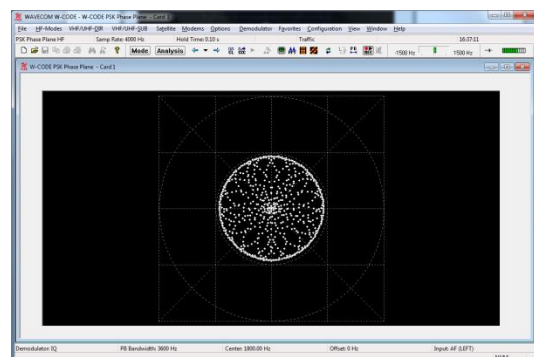 WAVECOM W-CODE - W-CODE PSK Phase Plane - Card 1
File HF-Modes VHF/UHF-DIR VHF/UHF-SUB Satellite Modems Options Demodulator Favorites Configuration View Window Help
PSK Phase Plane HF Samp Rate: 4000 Hz Hold Time: 0.10 s Traffic 16:37:11
Mode Analysis -1500 Hz 1500 Hz
W-CODE PSK Phase Plane - Card 1
Demodulator: IQ PB Bandwidth: 3600 Hz Center: 1800.00 Hz Offset: 0 Hz Input: AF (LEFT)
NUM